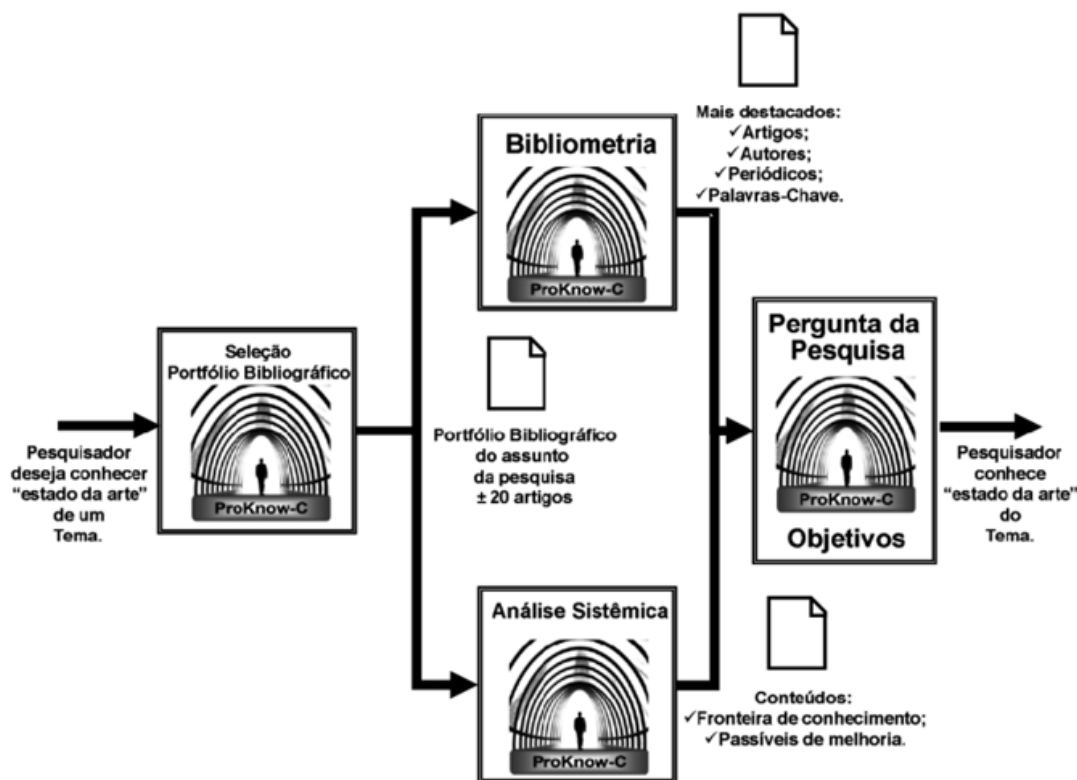 Pesquisador
deseja conhecer
“estado da arte”
de um
Tema.
Seleção
Portfólio Bibliográfico
ProKnow-C
Bibliometria
ProKnow-C
Portfólio Bibliográfico
do assunto
da pesquisa
± 20 artigos
Análise Sistêmica
ProKnow-C
Mais destacados:
✓Artigos;
✓Autores;
✓Periódicos;
✓Palavras-Chave.
Pergunta da
Pesquisa
ProKnow-C
Objetivos
Conteúdos:
✓Fronteira de conhecimento;
✓Passíveis de melhoria.
Pesquisador
conhece
“estado da arte”
do
Tema.